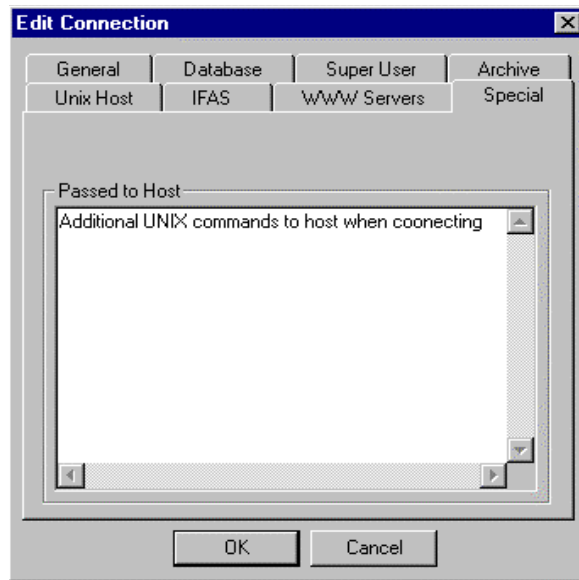 Edit Connection
General Database Super User Archive
Unix Host IFAS WWW Servers Special
Passed to Host
Additional UNIX commands to host when coonecting
OK Cancel